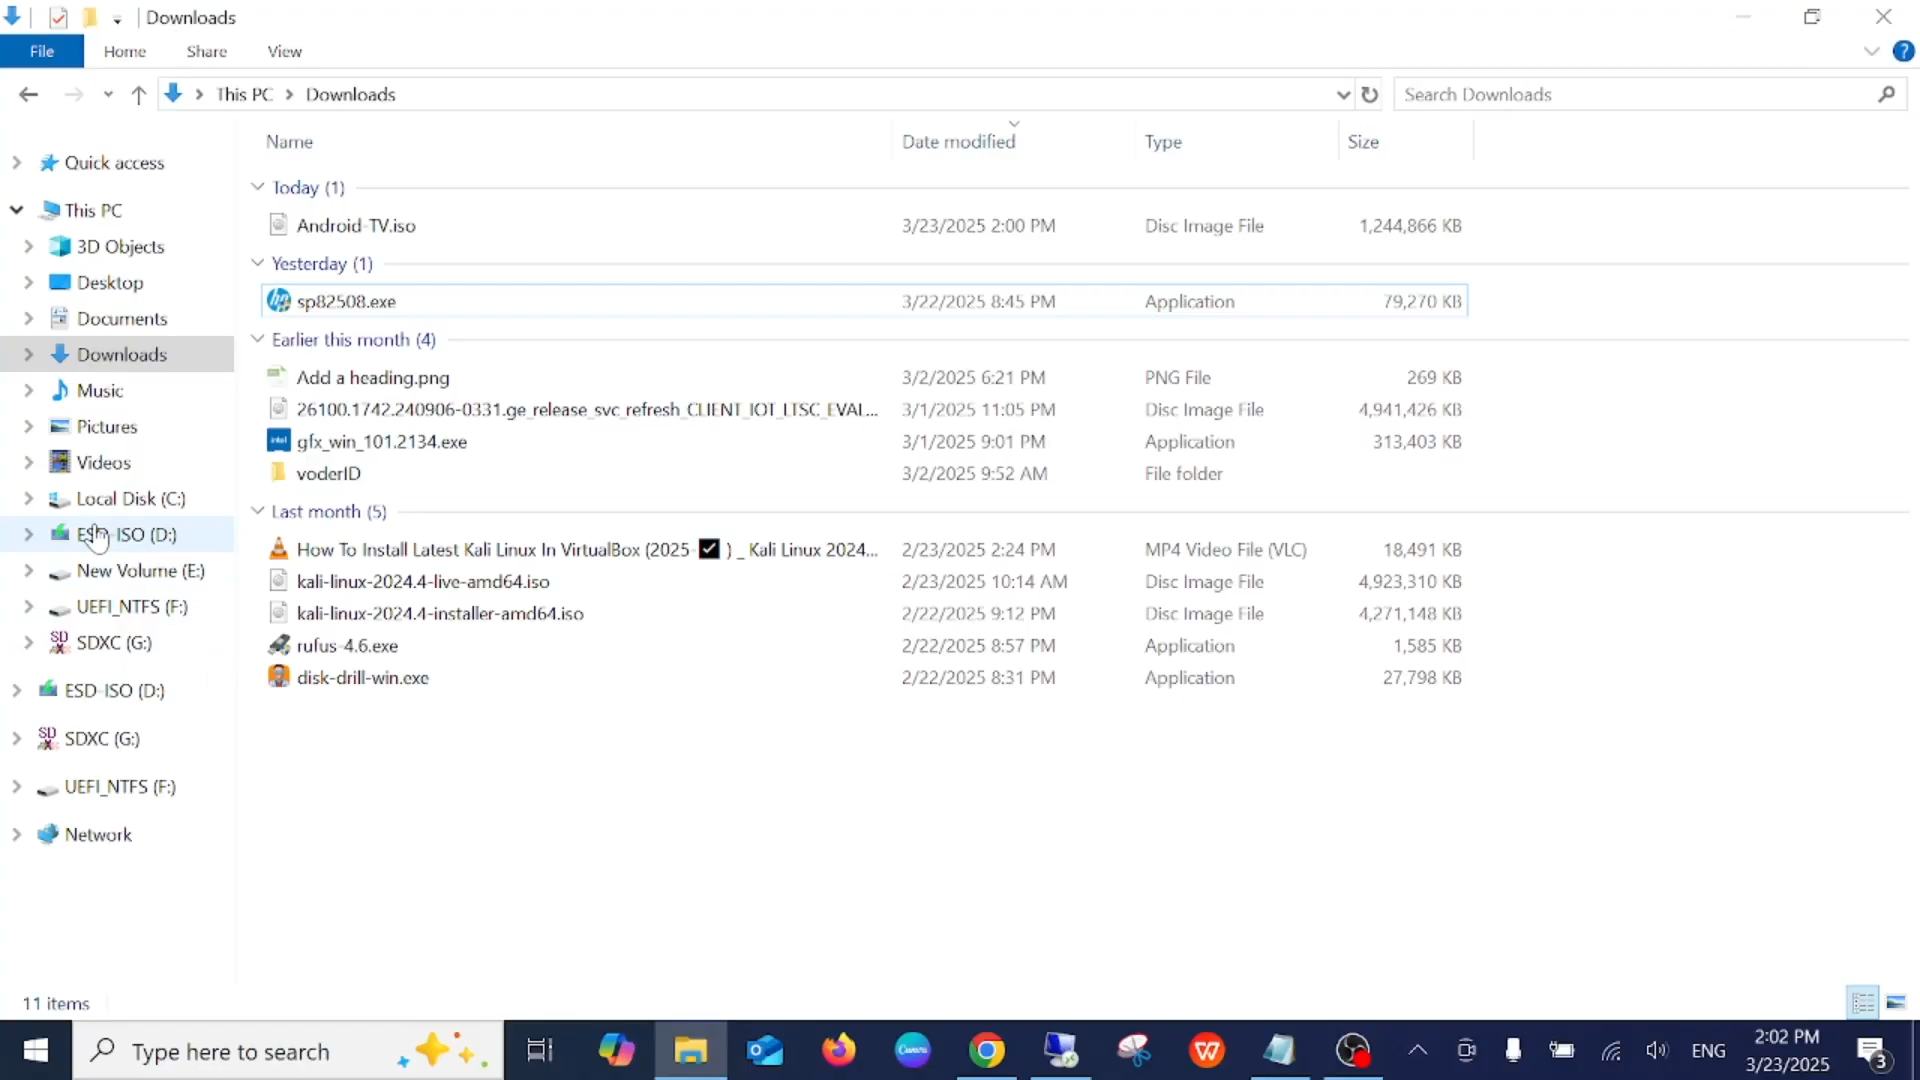 Downloads
File Home Share View
This PC Downloads
Search Downloads
Name Date modified Type Size
Quick access
This PC
3D Objects
Desktop
Documents
Downloads
Music
Pictures
Videos
Local Disk (C:)
ESD-ISO (D:)
New Volume (E:)
UEFI_NTFS (F:)
SDXC (G:)
ESD-ISO (D:)
SDXC (G:)
UEFI_NTFS (F:)
Network
Today (1)
Android-TV.iso 3/23/2025 2:00 PM Disc Image File 1,244,866 KB
Yesterday (1)
sp82508.exe 3/22/2025 8:45 PM Application 79,270 KB
Earlier this month (4)
Add a heading.png 3/2/2025 6:21 PM PNG File 269 KB
26100.1742.240906-0331.ge_release_svc_refresh_CLIENT_IOT_LTSC_EVAL... 3/1/2025 11:05 PM Disc Image File 4,941,426 KB
gfx_win_101.2134.exe 3/1/2025 9:01 PM Application 313,403 KB
voderID 3/2/2025 9:52 AM File folder
Last month (5)
How To Install Latest Kali Linux In VirtualBox (2025-✅ ) _ Kali Linux 2024... 2/23/2025 2:24 PM MP4 Video File (VLC) 18,491 KB
kali-linux-2024.4-live-amd64.iso 2/23/2025 10:14 AM Disc Image File 4,923,310 KB
kali-linux-2024.4-installer-amd64.iso 2/22/2025 9:12 PM Disc Image File 4,271,148 KB
rufus-4.6.exe 2/22/2025 8:57 PM Application 1,585 KB
disk-drill-win.exe 2/22/2025 8:31 PM Application 27,798 KB
11 items
Type here to search
Canva
ENG
2:02 PM
3/23/2025
3